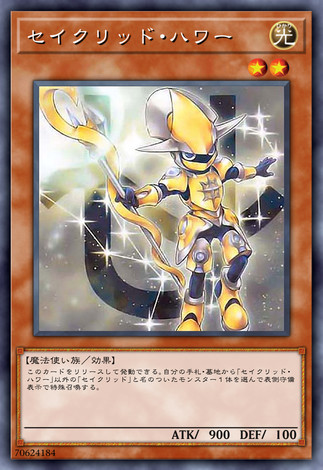 セイクリッド・ハワー
光
【魔法使い族／効果】
このカードをリリースして発動できる。自分の手札・墓地から「セイクリッド・
ハワー」以外の「セイクリッド」と名のついたモンスター１体を選んで表側守備
表示で特殊召喚する。
ATK/ 900 DEF/ 100
70624184